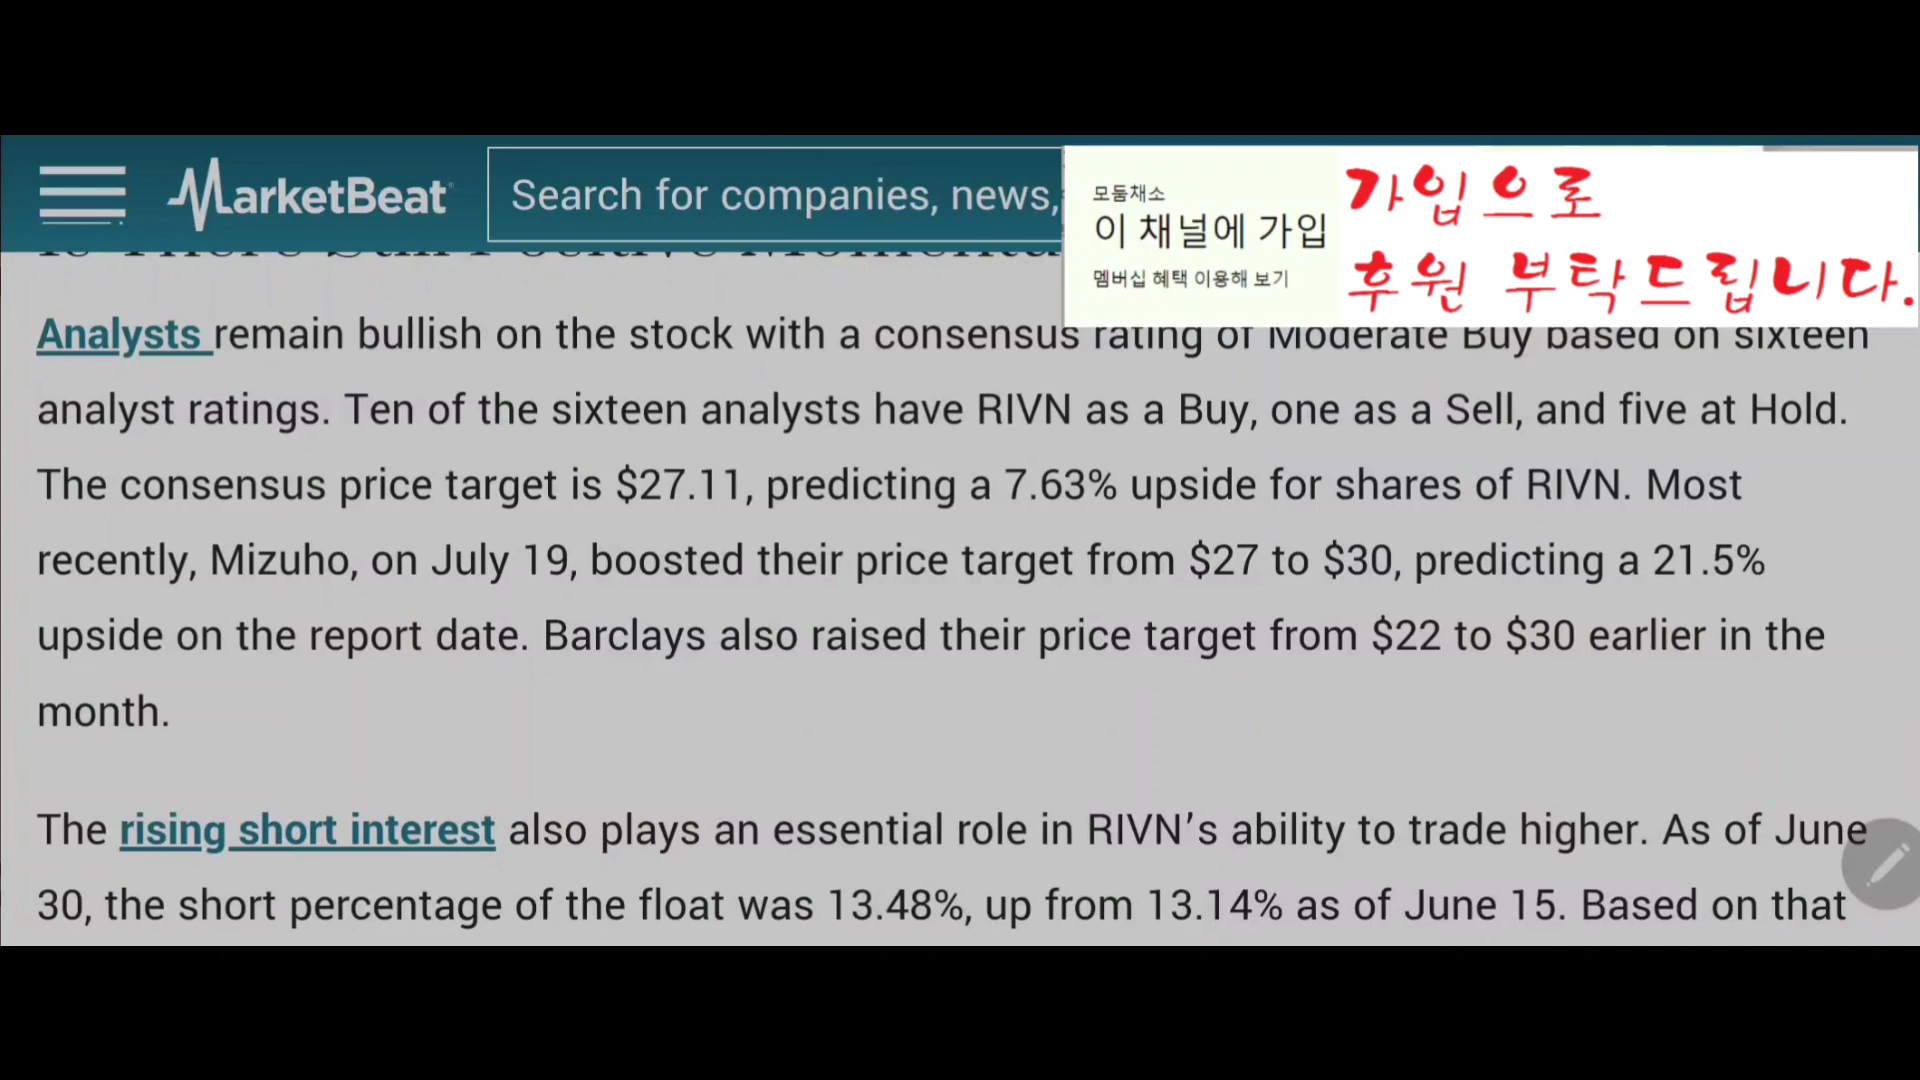 MarketBeat
Search for companies, news,
모둠채소
이 채널에 가입
멤버십 혜택 이용해 보기
가입으로
후원 부탁드립니다.
Is There Still Positive Momentu
Analysts remain bullish on the stock with a consensus rating of Moderate Buy based on sixteen
analyst ratings. Ten of the sixteen analysts have RIVN as a Buy, one as a Sell, and five at Hold.
The consensus price target is $27.11, predicting a 7.63% upside for shares of RIVN. Most
recently, Mizuho, on July 19, boosted their price target from $27 to $30, predicting a 21.5%
upside on the report date. Barclays also raised their price target from $22 to $30 earlier in the
month.
The rising short interest also plays an essential role in RIVN’s ability to trade higher. As of June
30, the short percentage of the float was 13.48%, up from 13.14% as of June 15. Based on that